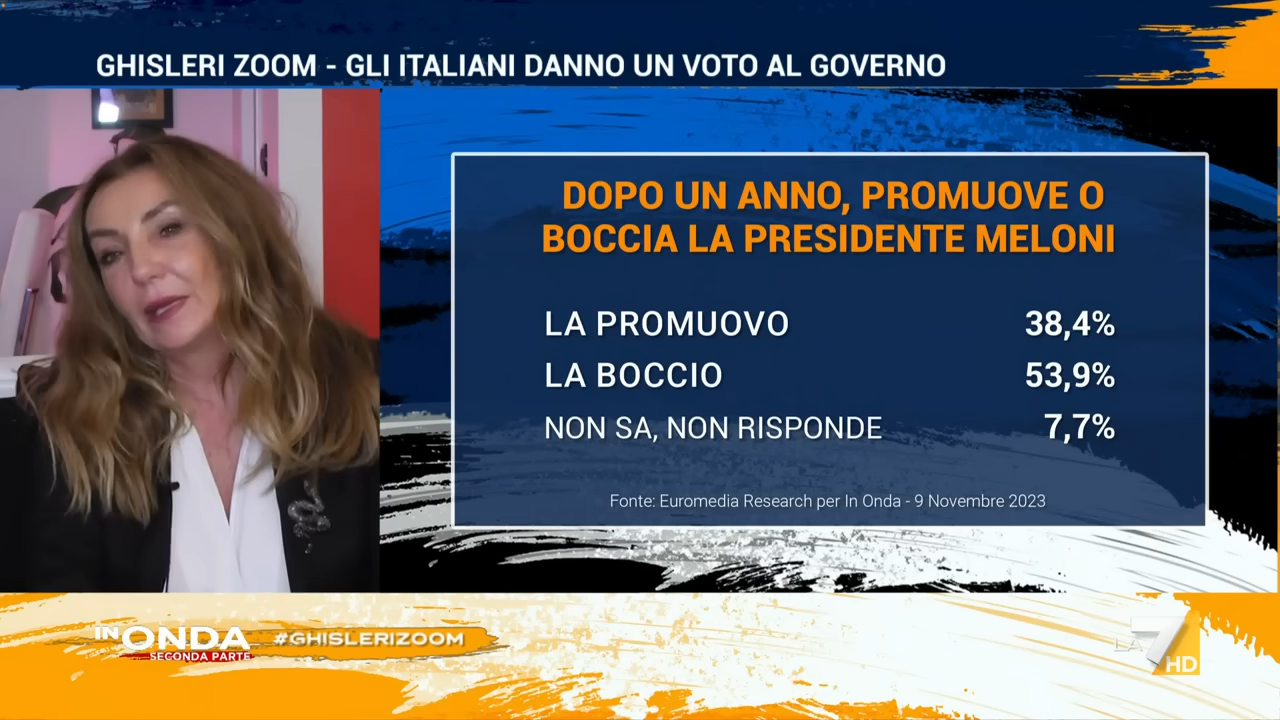 GHISLERI ZOOM - GLI ITALIANI DANNO UN VOTO AL GOVERNO
DOPO UN ANNO, PROMUOVE O
BOCCIA LA PRESIDENTE MELONI
LA PROMUOVO 38,4%
LA BOCCIO 53,9%
NON SA, NON RISPONDE 7,7%
Fonte: Euromedia Research per In Onda - 9 Novembre 2023
IN ONDA #GHISLERIZOOM
SECONDA PARTE
LA 7 HD